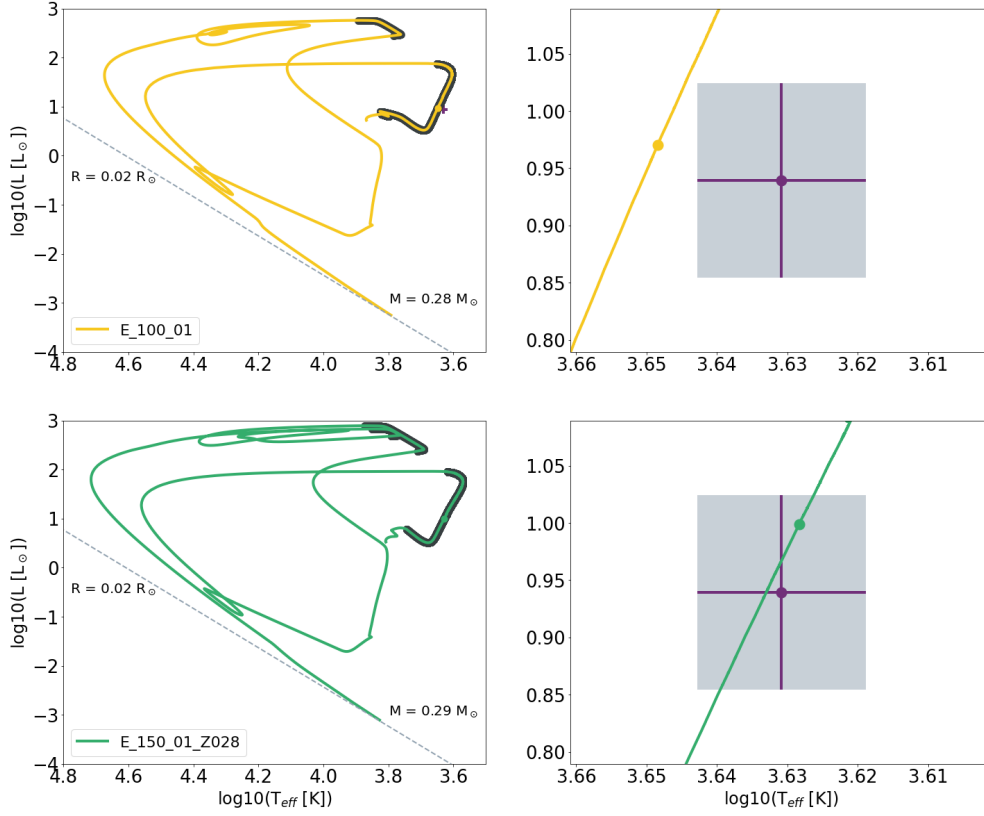 3
2
1
0
−1
−2
−3
−4
log10(L [L⊙])
R = 0.02 R⊙
M = 0.28 M⊙
E_100_01
4.8 4.6 4.4 4.2 4.0 3.8 3.6
1.05
1.00
0.95
0.90
0.85
0.80
3.66 3.65 3.64 3.63 3.62 3.61
3
2
1
0
−1
−2
−3
−4
log10(L [L⊙])
R = 0.02 R⊙
M = 0.29 M⊙
E_150_01_Z028
4.8 4.6 4.4 4.2 4.0 3.8 3.6
log10(Teff [K])
1.05
1.00
0.95
0.90
0.85
0.80
3.66 3.65 3.64 3.63 3.62 3.61
log10(Teff [K])